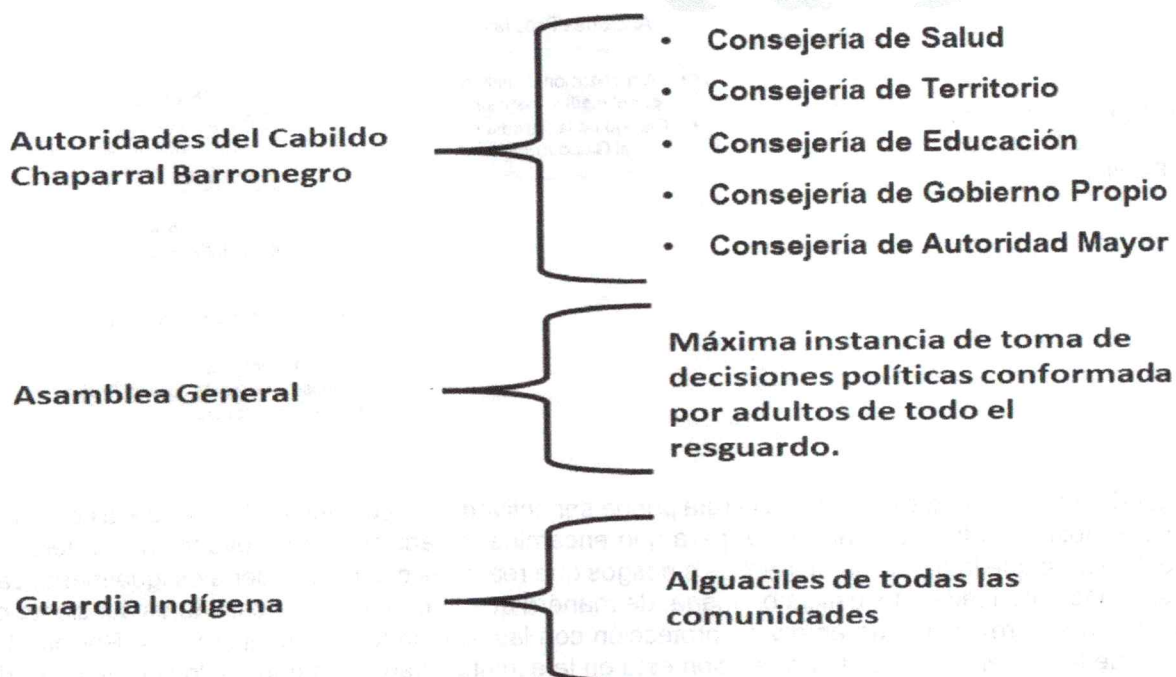 Autoridades del Cabildo
Chaparral Barronegro
• Consejería de Salud
• Consejería de Territorio
• Consejería de Educación
• Consejería de Gobierno Propio
• Consejería de Autoridad Mayor
Asamblea General
Máxima instancia de toma de
decisiones políticas conformada
por adultos de todo el
resguardo.
Guardia Indígena
Alguaciles de todas las
comunidades